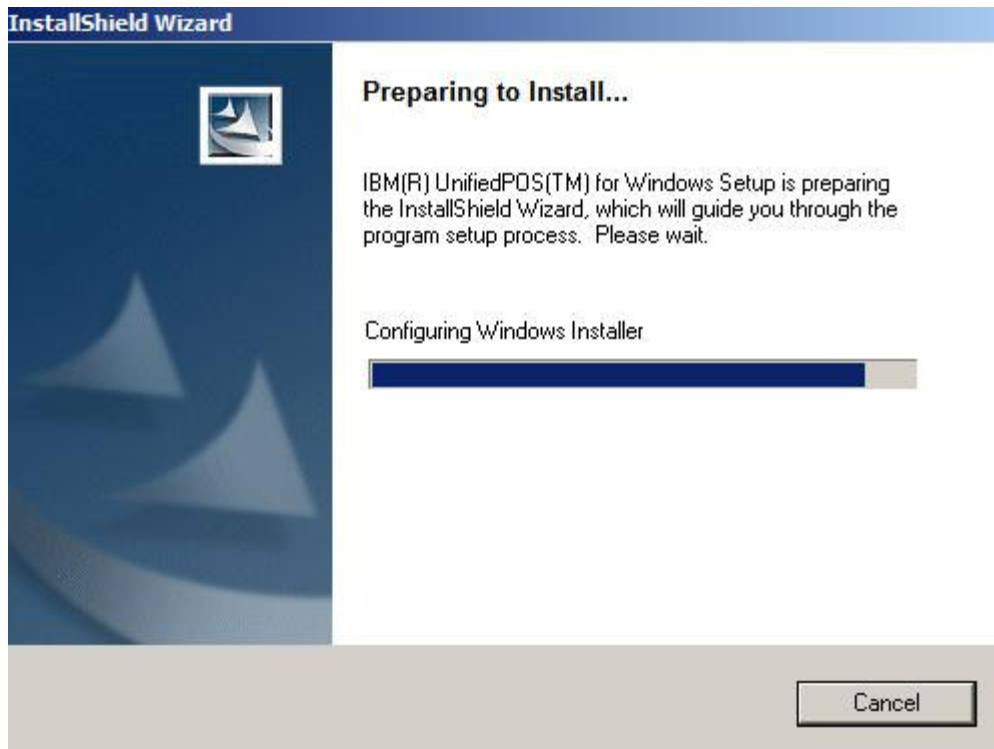 InstallShield Wizard
Preparing to Install...
IBM(R) UnifiedPOS(TM) for Windows Setup is preparing
the InstallShield Wizard, which will guide you through the
program setup process.  Please wait.
Configuring Windows Installer
Cancel